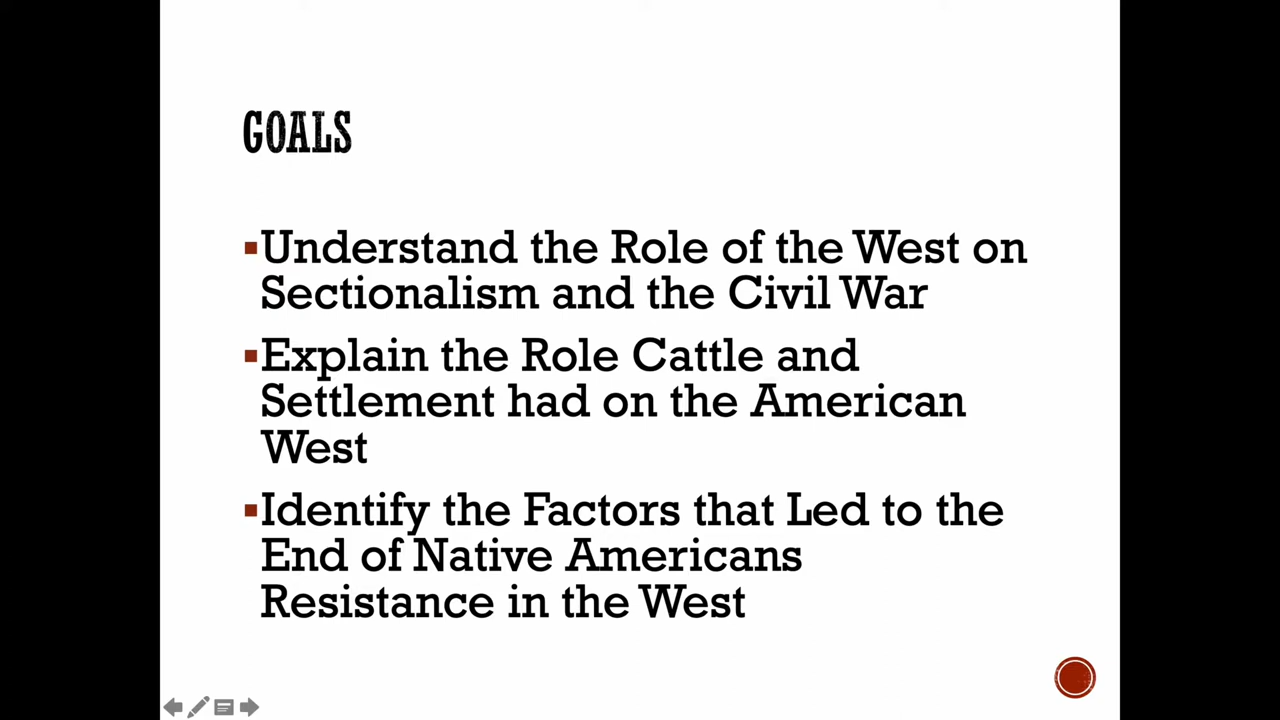 GOALS
▪Understand the Role of the West on
Sectionalism and the Civil War
▪Explain the Role Cattle and
Settlement had on the American
West
▪Identify the Factors that Led to the
End of Native Americans
Resistance in the West